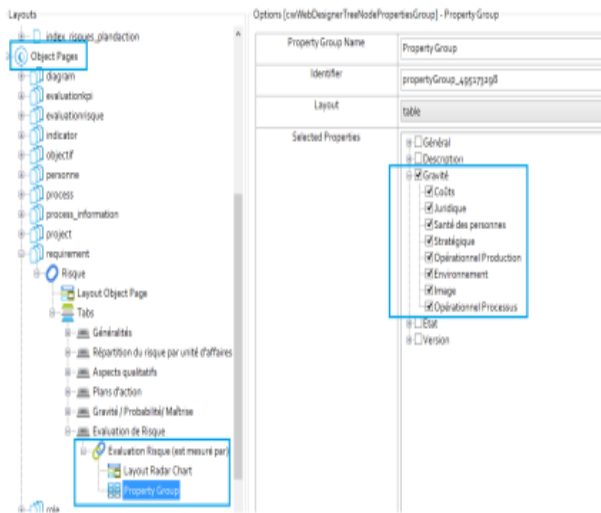 Layouts
index_risques_plandaction
Object Pages
diagram
evaluationkpi
evaluationrisque
indicator
objectif
personne
process
process_information
project
requirement
Risque
Layout Object Page
Tabs
Généralités
Répartition du risque par unité d'affaires
Aspects qualitatifs
Plans d'action
Gravité / Probabilité/ Maîtrise
Evaluation de Risque
Evaluation Risque (est mesuré par)
Layout Radar Chart
Property Group
role
Options [cwWebDesignerTreeNodePropertiesGroup] - Property Group
Property Group Name
Property Group
Identifier
propertyGroup_495173298
Layout
table
Selected Properties
Général
Description
Gravité
Coûts
Juridique
Santé des personnes
Stratégique
Opérationnel Production
Environnement
Image
Opérationnel Processus
Etat
Version